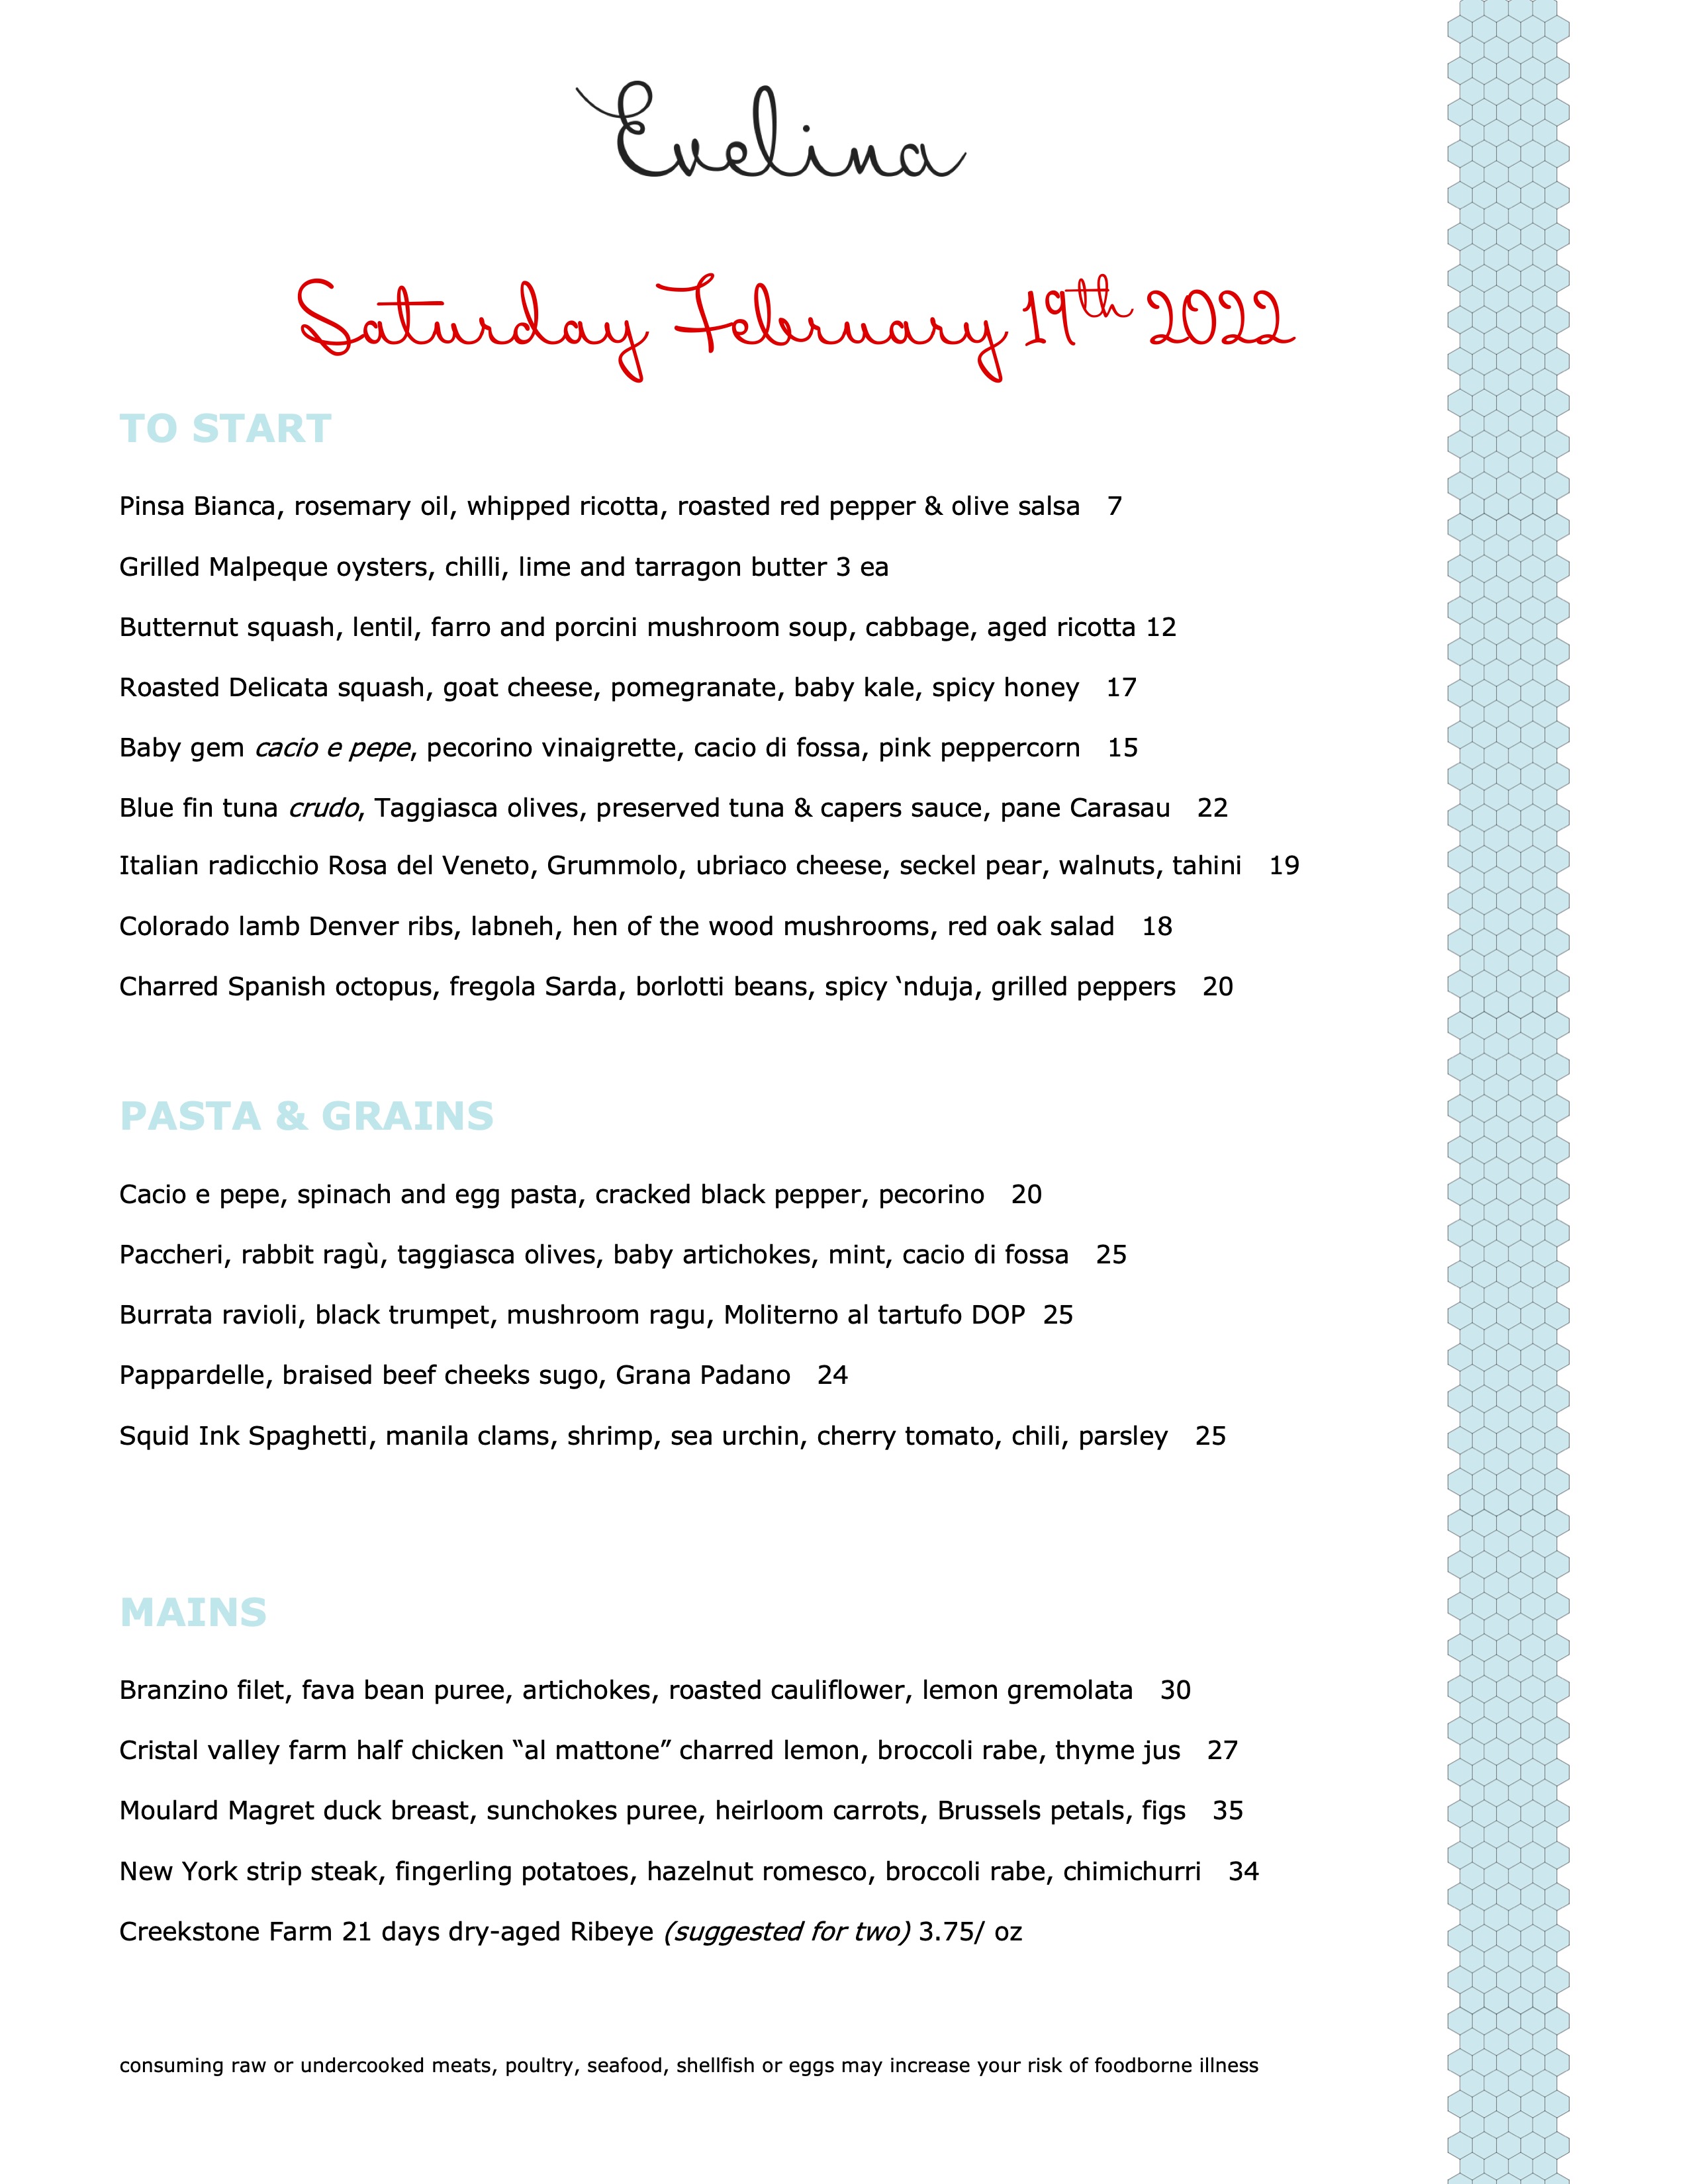 Evelina
Saturday February 19th 2022
TO START
Pinsa Bianca, rosemary oil, whipped ricotta, roasted red pepper & olive salsa 7
Grilled Malpeque oysters, chilli, lime and tarragon butter 3 ea
Butternut squash, lentil, farro and porcini mushroom soup, cabbage, aged ricotta 12
Roasted Delicata squash, goat cheese, pomegranate, baby kale, spicy honey 17
Baby gem cacio e pepe, pecorino vinaigrette, cacio di fossa, pink peppercorn 15
Blue fin tuna crudo, Taggiasca olives, preserved tuna & capers sauce, pane Carasau 22
Italian radicchio Rosa del Veneto, Grummolo, ubriaco cheese, seckel pear, walnuts, tahini 19
Colorado lamb Denver ribs, labneh, hen of the wood mushrooms, red oak salad 18
Charred Spanish octopus, fregola Sarda, borlotti beans, spicy ‘nduja, grilled peppers 20
PASTA & GRAINS
Cacio e pepe, spinach and egg pasta, cracked black pepper, pecorino 20
Paccheri, rabbit ragù, taggiasca olives, baby artichokes, mint, cacio di fossa 25
Burrata ravioli, black trumpet, mushroom ragu, Moliterno al tartufo DOP 25
Pappardelle, braised beef cheeks sugo, Grana Padano 24
Squid Ink Spaghetti, manila clams, shrimp, sea urchin, cherry tomato, chili, parsley 25
MAINS
Branzino filet, fava bean puree, artichokes, roasted cauliflower, lemon gremolata 30
Cristal valley farm half chicken “al mattone” charred lemon, broccoli rabe, thyme jus 27
Moulard Magret duck breast, sunchokes puree, heirloom carrots, Brussels petals, figs 35
New York strip steak, fingerling potatoes, hazelnut romesco, broccoli rabe, chimichurri 34
Creekstone Farm 21 days dry-aged Ribeye (suggested for two) 3.75/ oz
consuming raw or undercooked meats, poultry, seafood, shellfish or eggs may increase your risk of foodborne illness